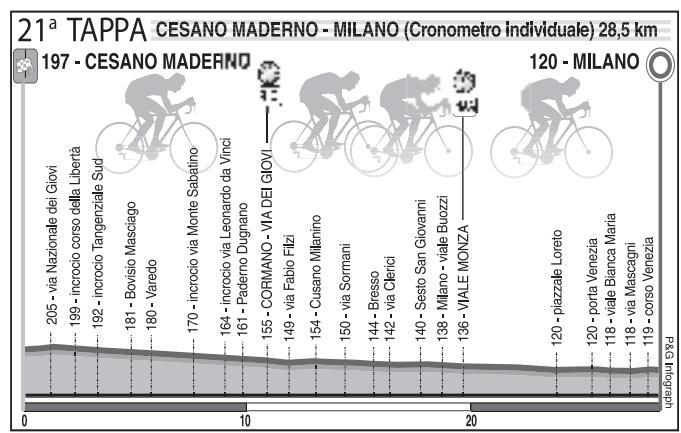 21ª TAPPA CESANO MADERNO - MILANO (Cronometro individuale) 28,5 km
197 - CESANO MADERNO
120 - MILANO
205 - via Nazionale dei Giovi
199 - incrocio corso della Libertà
192 - incrocio Tangenziale Sud
181 - Bovisio Masciago
180 - Varedo
170 - incrocio via Monte Sabatino
164 - incrocio via Leonardo da Vinci
161 - Paderno Dugnano
155 - CORMANO - VIA DEI GIOVI
149 - via Fabio Filzi
154 - Cusano Milanino
150 - via Sormani
144 - Bresso
142 - via Clerici
140 - Sesto San Giovanni
138 - Milano - viale Buozzi
136 - VIALE MONZA
120 - piazzale Loreto
120 - porta Venezia
118 - viale Bianca Maria
118 - via Mascagni
119 - corso Venezia
P&G Infograph
0
10
20